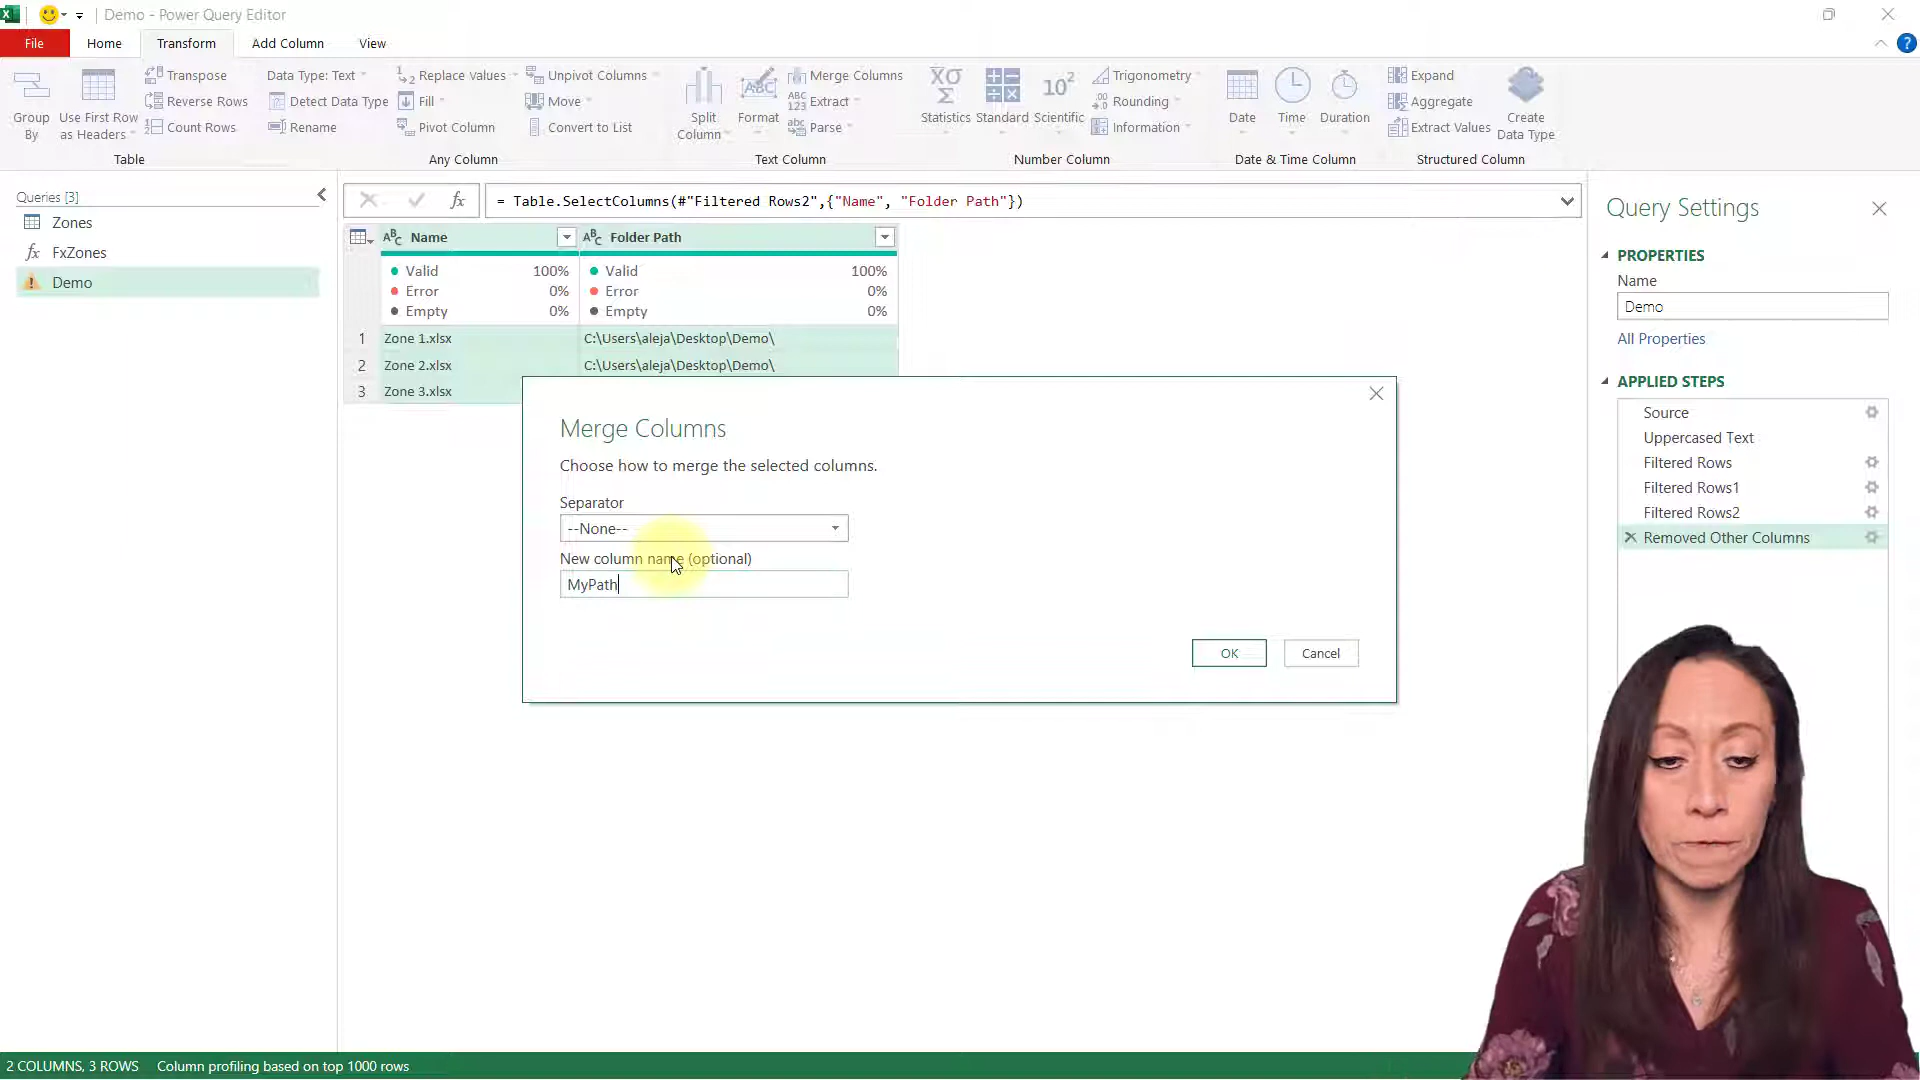 Demo - Power Query Editor
File Home Transform Add Column View
Group By
Use First Row as Headers
Transpose
Reverse Rows
Count Rows
Table
Data Type: Text
Detect Data Type
Rename
Replace Values
Fill
Pivot Column
Unpivot Columns
Move
Convert to List
Any Column
Split Column
Format
Merge Columns
Extract
Parse
Text Column
Statistics
Standard
Scientific
Trigonometry
Rounding
Information
Number Column
Date
Time
Duration
Date & Time Column
Expand
Aggregate
Extract Values
Create Data Type
Structured Column
Queries [3]
Zones
fx FxZones
Demo
fx = Table.SelectColumns(#"Filtered Rows2",{"Name", "Folder Path"})
ABC Name ABC Folder Path
Valid 100% Valid 100%
Error 0% Error 0%
Empty 0% Empty 0%
1 Zone 1.xlsx C:\Users\aleja\Desktop\Demo\
2 Zone 2.xlsx C:\Users\aleja\Desktop\Demo\
3 Zone 3.xlsx
Merge Columns
Choose how to merge the selected columns.
Separator
--None--
New column name (optional)
MyPath
OK Cancel
Query Settings
PROPERTIES
Name
Demo
All Properties
APPLIED STEPS
Source
Uppercased Text
Filtered Rows
Filtered Rows1
Filtered Rows2
Removed Other Columns
2 COLUMNS, 3 ROWS Column profiling based on top 1000 rows